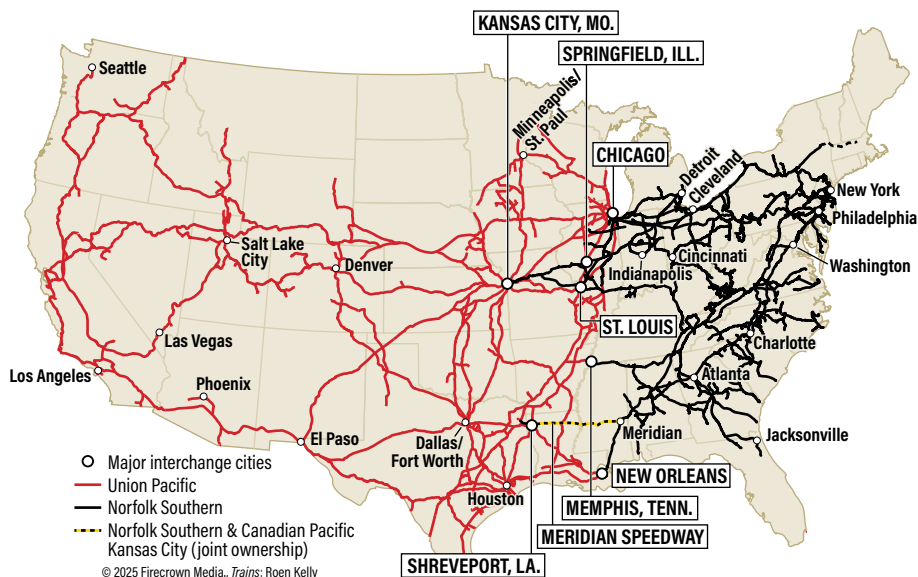 KANSAS CITY, MO.
SPRINGFIELD, ILL.
Seattle
Minneapolis/
St. Paul
CHICAGO
Detroit
Cleveland
New York
Philadelphia
Salt Lake
City
Denver
Indianapolis
Cincinnati
Washington
ST. LOUIS
Las Vegas
Charlotte
Los Angeles
Phoenix
Atlanta
El Paso
Dallas/
Fort Worth
Meridian
Jacksonville
Houston
NEW ORLEANS
MEMPHIS, TENN.
MERIDIAN SPEEDWAY
SHREVEPORT, LA.
Major interchange cities
Union Pacific
Norfolk Southern
Norfolk Southern & Canadian Pacific
Kansas City (joint ownership)
© 2025 Firecrown Media., Trains: Roen Kelly